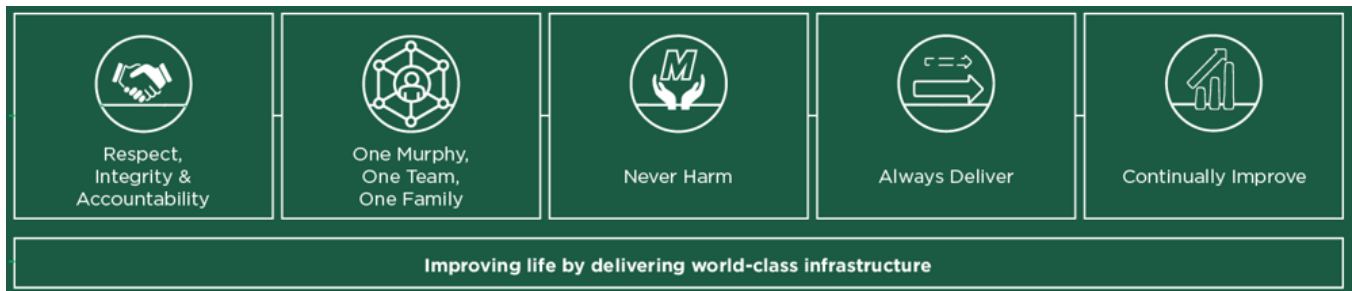 Respect,
Integrity &
Accountability
One Murphy,
One Team,
One Family
M
Never Harm
Always Deliver
Continually Improve
Improving life by delivering world-class infrastructure